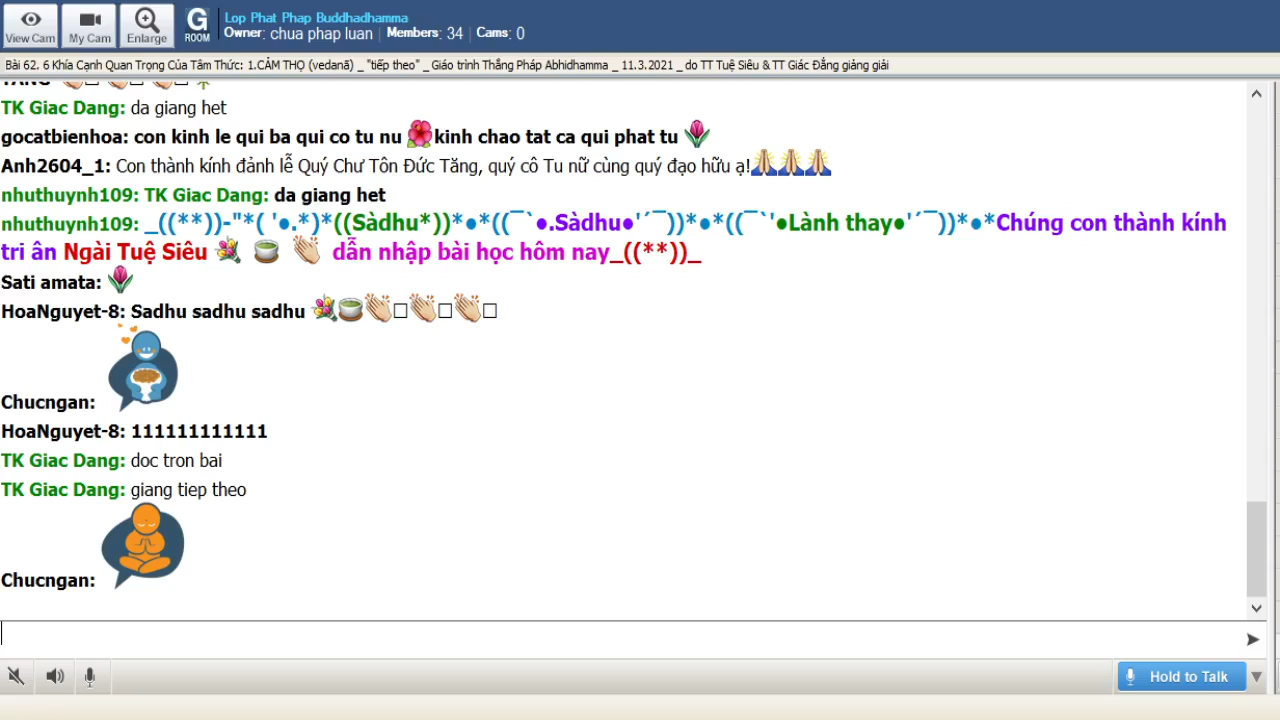 View Cam
My Cam
Enlarge
G ROOM
Lop Phat Phap Buddhadhamma
Owner: chua phap luan | Members: 34 | Cams: 0
Bài 62. 6 Khía Cạnh Quan Trọng Của Tâm Thức: 1.CẢM THỌ (vedanā) _ "tiếp theo" _ Giáo trình Thắng Pháp Abhidhamma _ 11.3.2021 _ do TT Tuệ Siêu & TT Giác Đẳng giảng giải
TK Giac Dang: da giang het
gocatbienhoa: con kinh le qui ba qui co tu nu 🌺kinh chao tat ca qui phat tu 🌷
Anh2604_1: Con thành kính đảnh lễ Quý Chư Tôn Đức Tăng, quý cô Tu nữ cùng quý đạo hữu ạ!🙏🙏🙏
nhuthuynh109: TK Giac Dang: da giang het
nhuthuynh109: _((**))-"*( '●.*)*((Sàdhu*))*●*((¯`●.Sàdhu●'´¯))*●*((¯`'●Lành thay●'´¯))*●*Chúng con thành kính
tri ân Ngài Tuệ Siêu 💐 🍵 👏 dẫn nhập bài học hôm nay_((**))_
Sati amata: 🌷
HoaNguyet-8: Sadhu sadhu sadhu 💐🍵👏□👏□👏□
Chucngan:
HoaNguyet-8: 111111111111
TK Giac Dang: doc tron bai
TK Giac Dang: giang tiep theo
Chucngan:
Hold to Talk